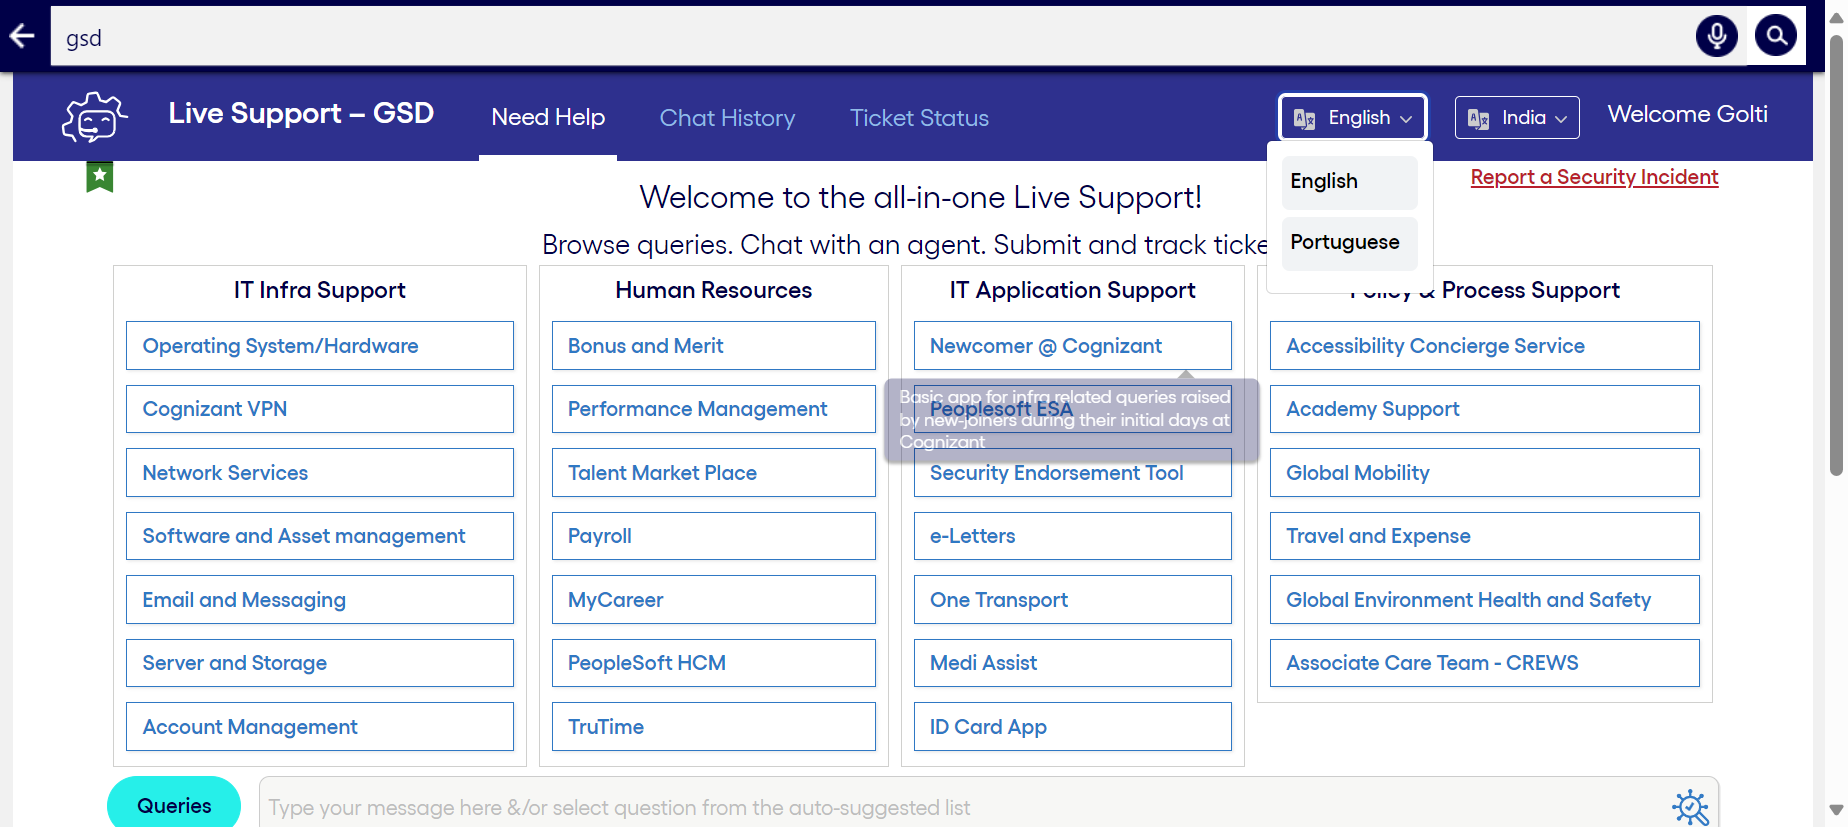 gsd
Live Support – GSD
Need Help
Chat History
Ticket Status
English
India
Welcome Golti
English
Portuguese
Report a Security Incident
Welcome to the all-in-one Live Support!
Browse queries. Chat with an agent. Submit and track
IT Infra Support
Operating System/Hardware
Cognizant VPN
Network Services
Software and Asset management
Email and Messaging
Server and Storage
Account Management
Human Resources
Bonus and Merit
Performance Management
Talent Market Place
Payroll
MyCareer
PeopleSoft HCM
TruTime
IT Application Support
Newcomer @ Cognizant
Basic app for infra related queries raised
by new-joiners during their initial days at
Cognizant
Peoplesoft ESA
Security Endorsement Tool
e-Letters
One Transport
Medi Assist
ID Card App
Policy & Process Support
Accessibility Concierge Service
Academy Support
Global Mobility
Travel and Expense
Global Environment Health and Safety
Associate Care Team - CREWS
Queries
Type your message here &/or select question from the auto-suggested list